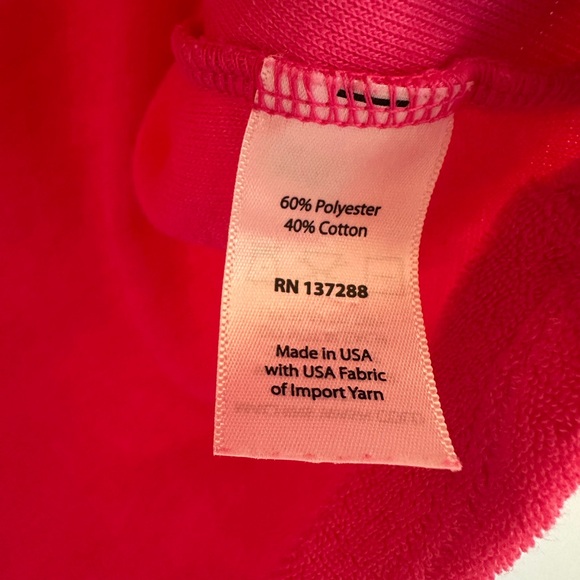 60% Polyester
40% Cotton
RN 137288
Made in USA
with USA Fabric
of Import Yarn